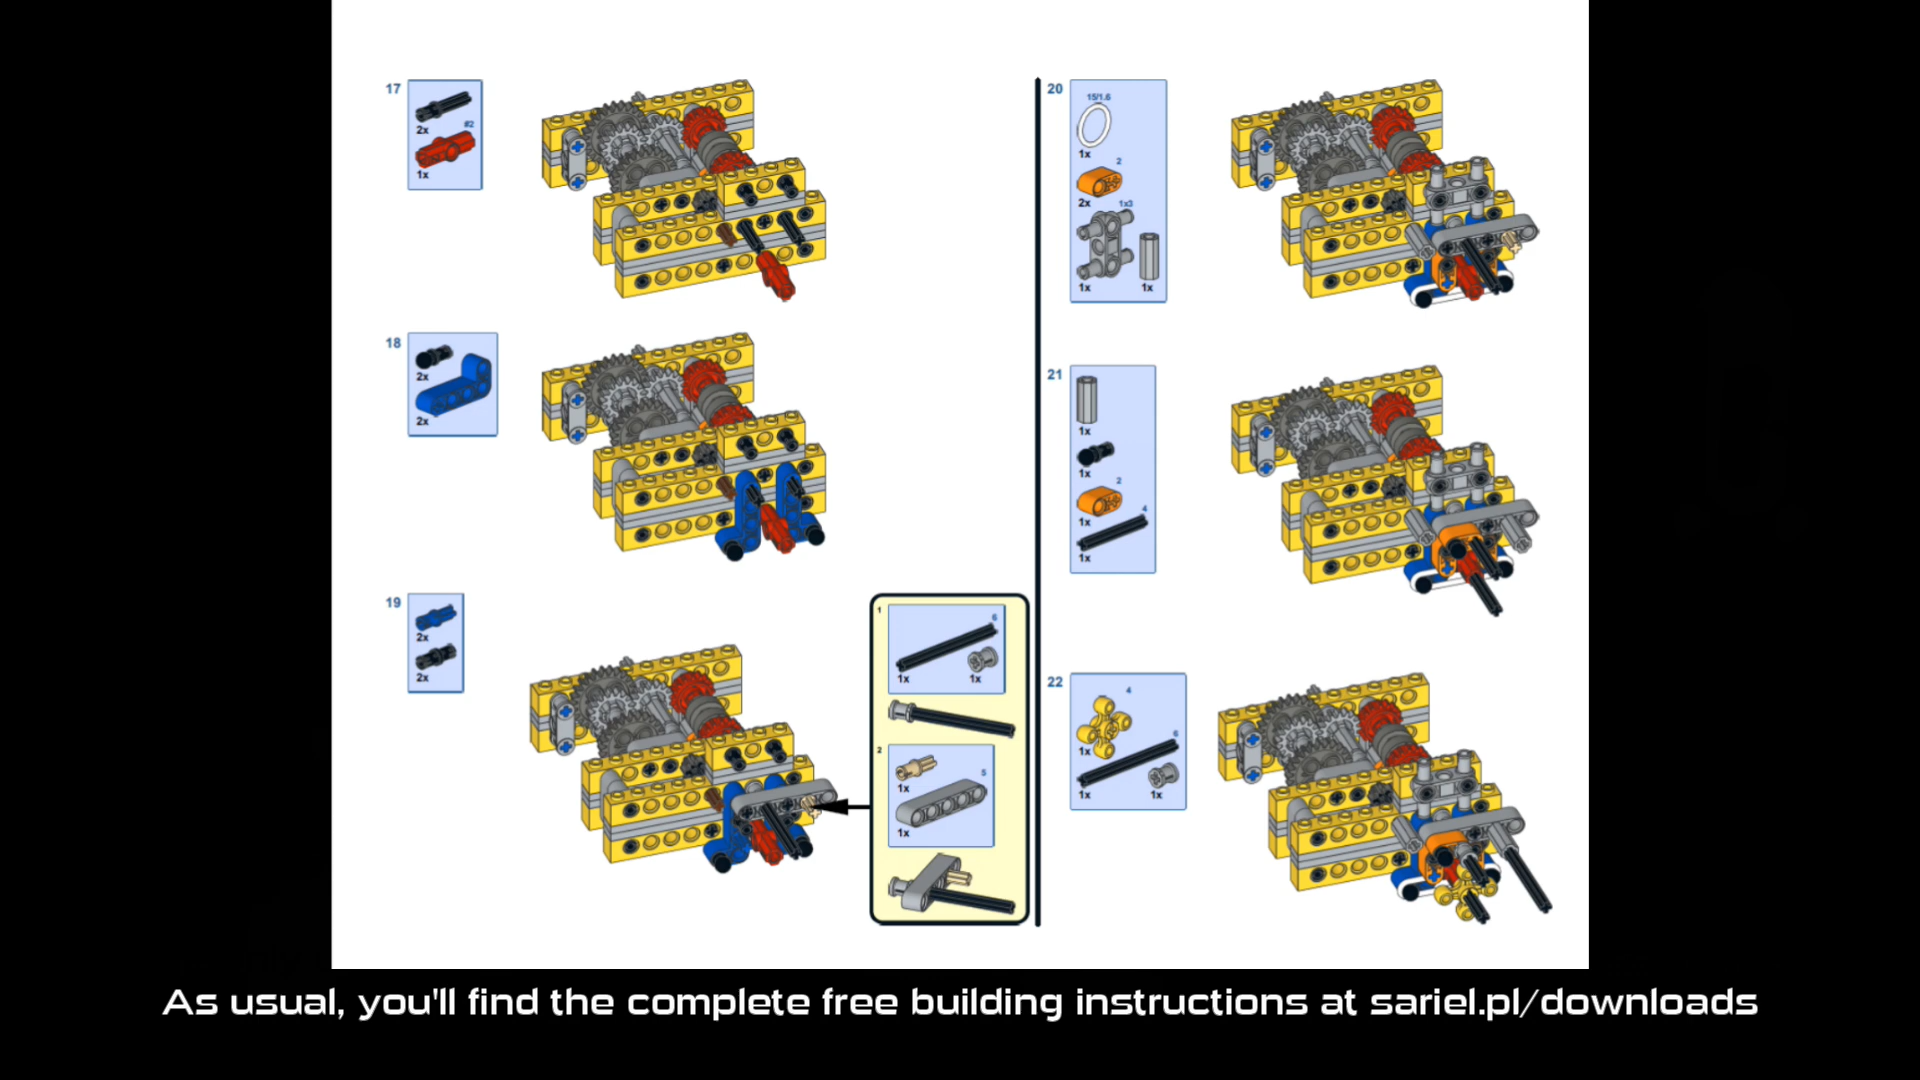 17
#2
2x
1x
18
2x
2x
19
2x
2x
1
6
1x 1x
2
5
1x
1x
20
15/1.6
1x
2
2x
1x3
1x 1x
21
1x
1x
2
1x
4
1x
22
4
1x
6
1x 1x
As usual, you'll find the complete free building instructions at sariel.pl/downloads